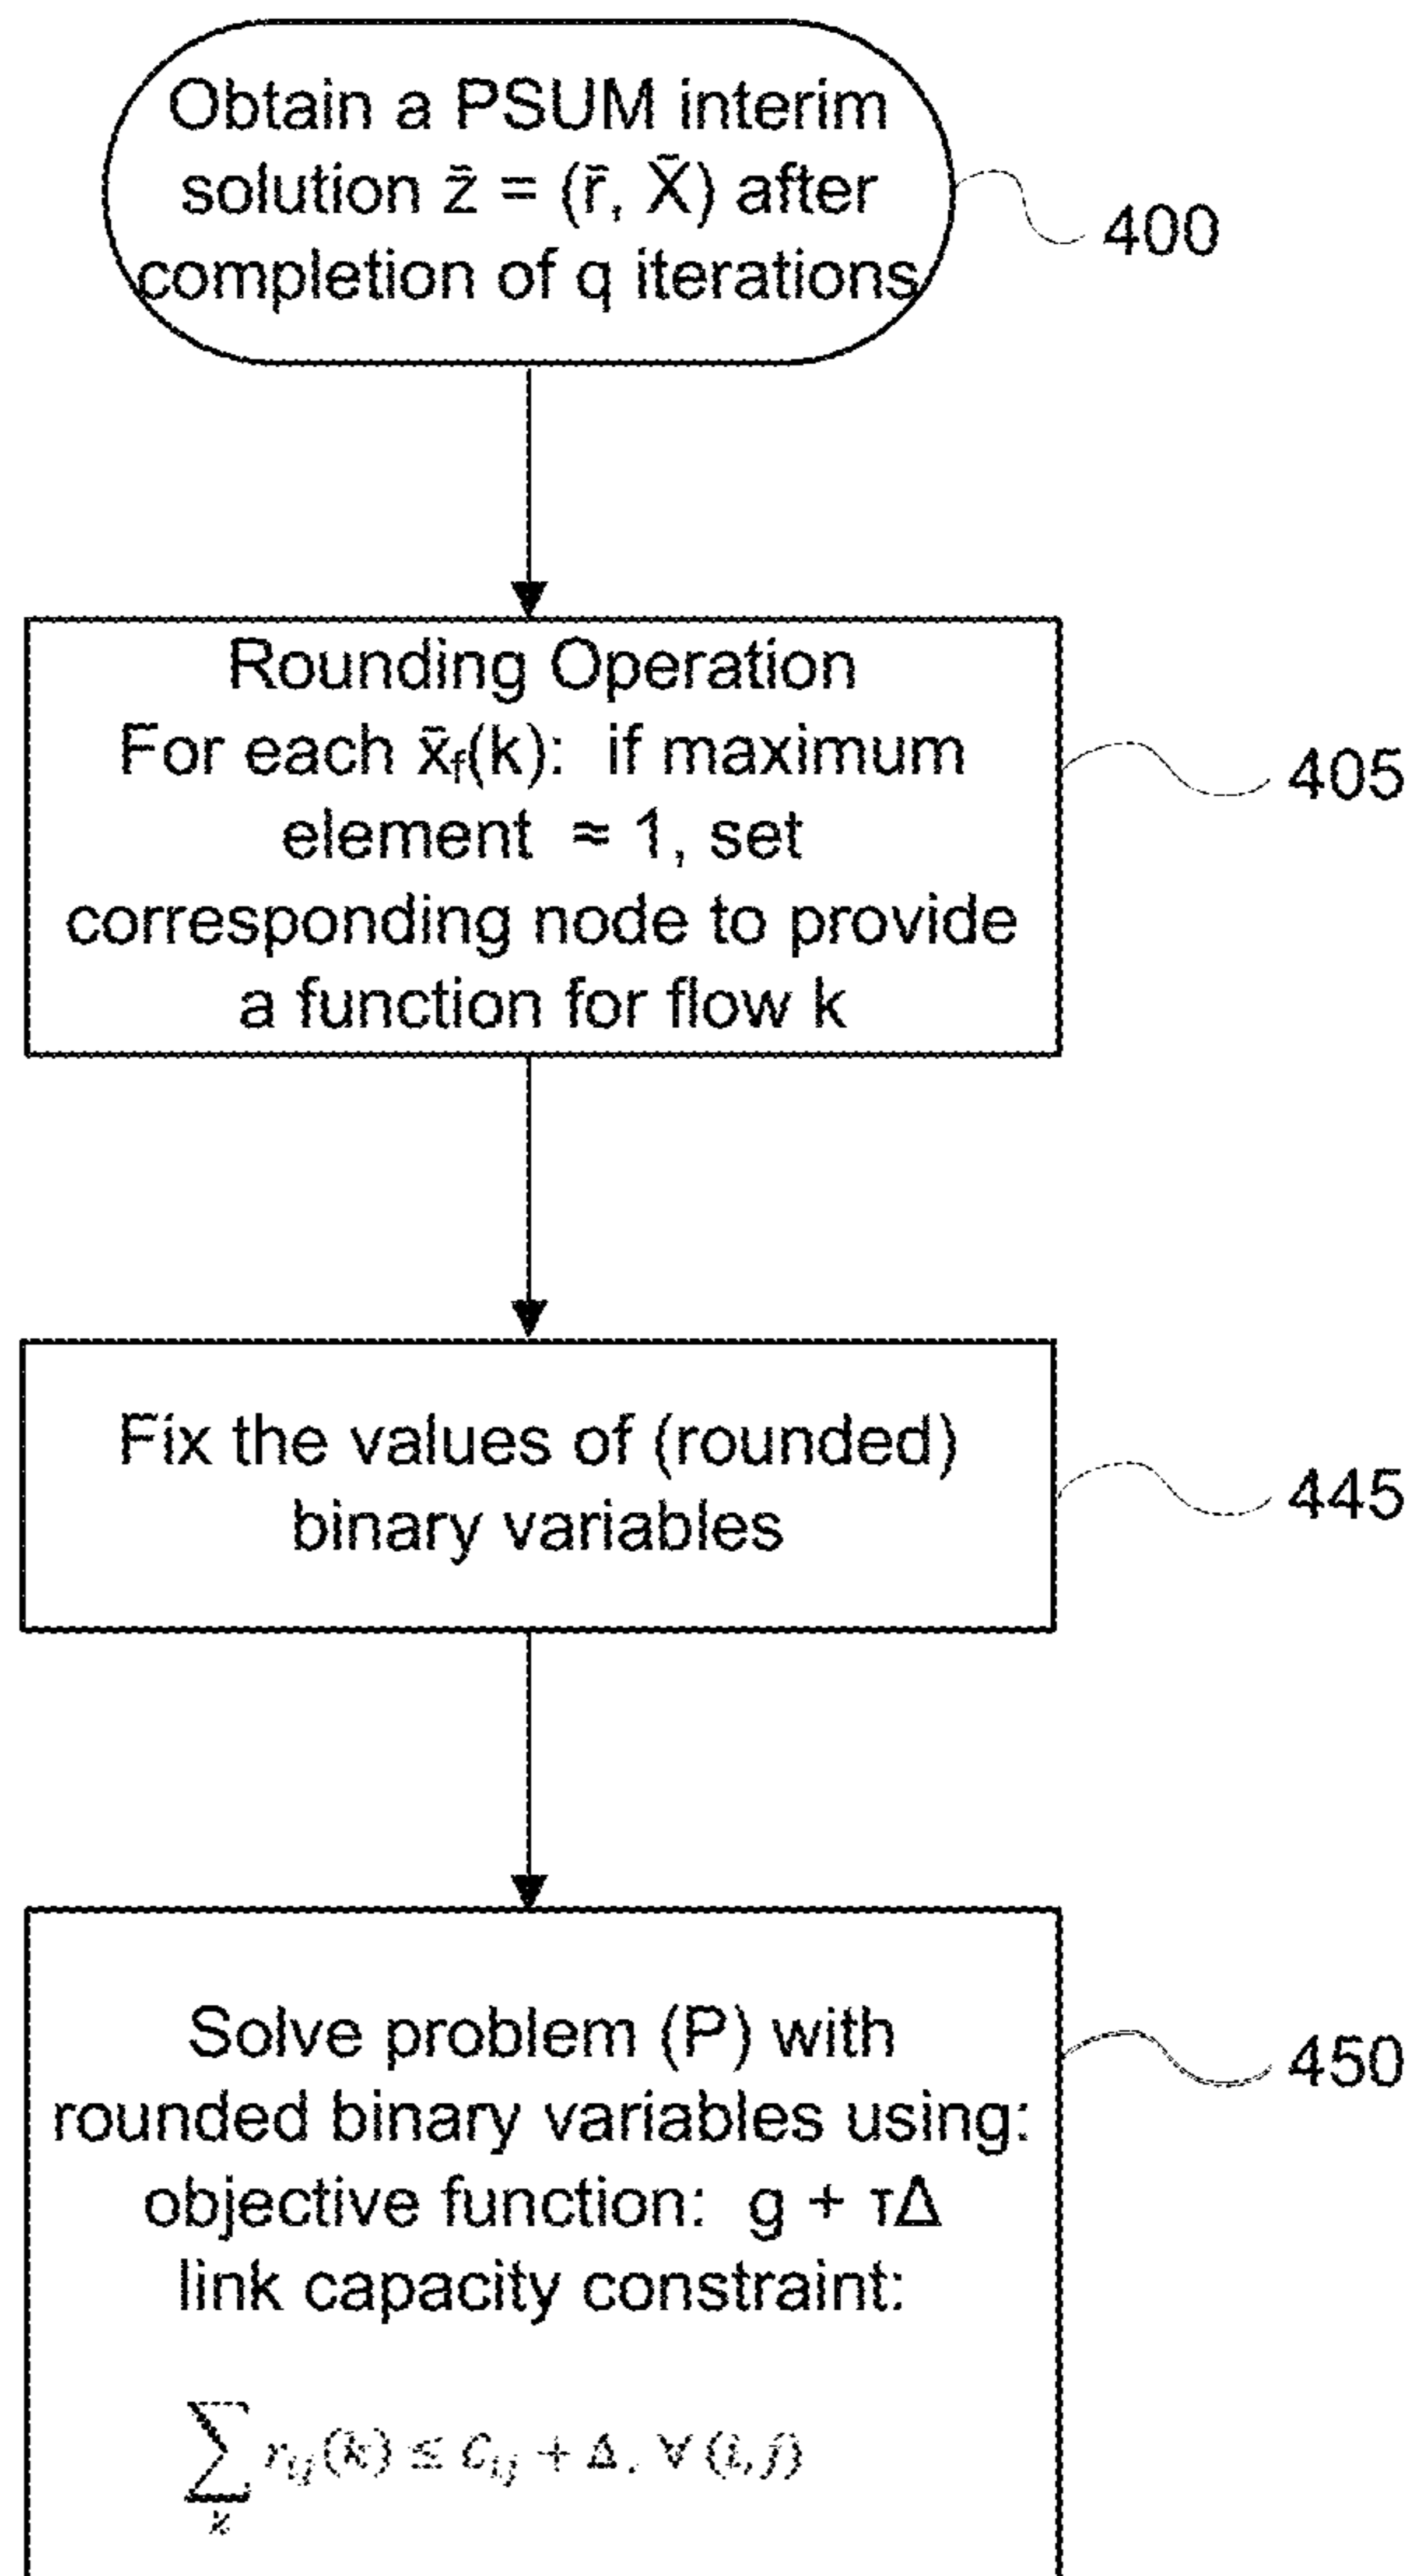 Obtain a PSUM interim
solution z̄ = (r̄, X̄) after
completion of q iterations
400
Rounding Operation
For each x̄f(k): if maximum
element ≈ 1, set
corresponding node to provide
a function for flow k
405
Fix the values of (rounded)
binary variables
445
Solve problem (P) with
rounded binary variables using:
objective function: g + τΔ
link capacity constraint:
450
∑ rij(k) ≤ Cij + Δ, ∀ (i, j)
k